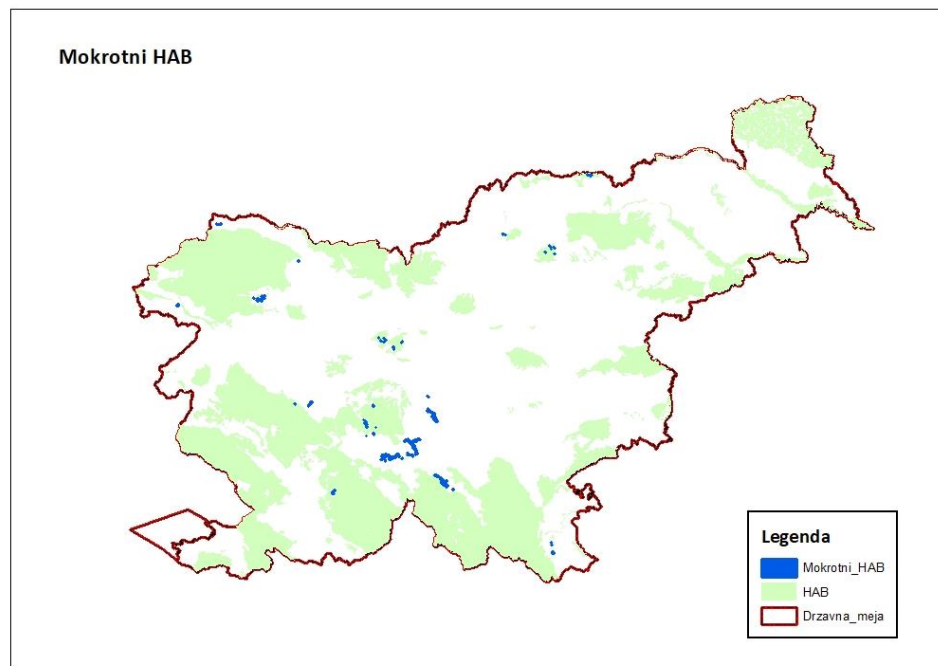 Mokrotni HAB
Legenda
Mokrotni_HAB
HAB
Drzavna_meja